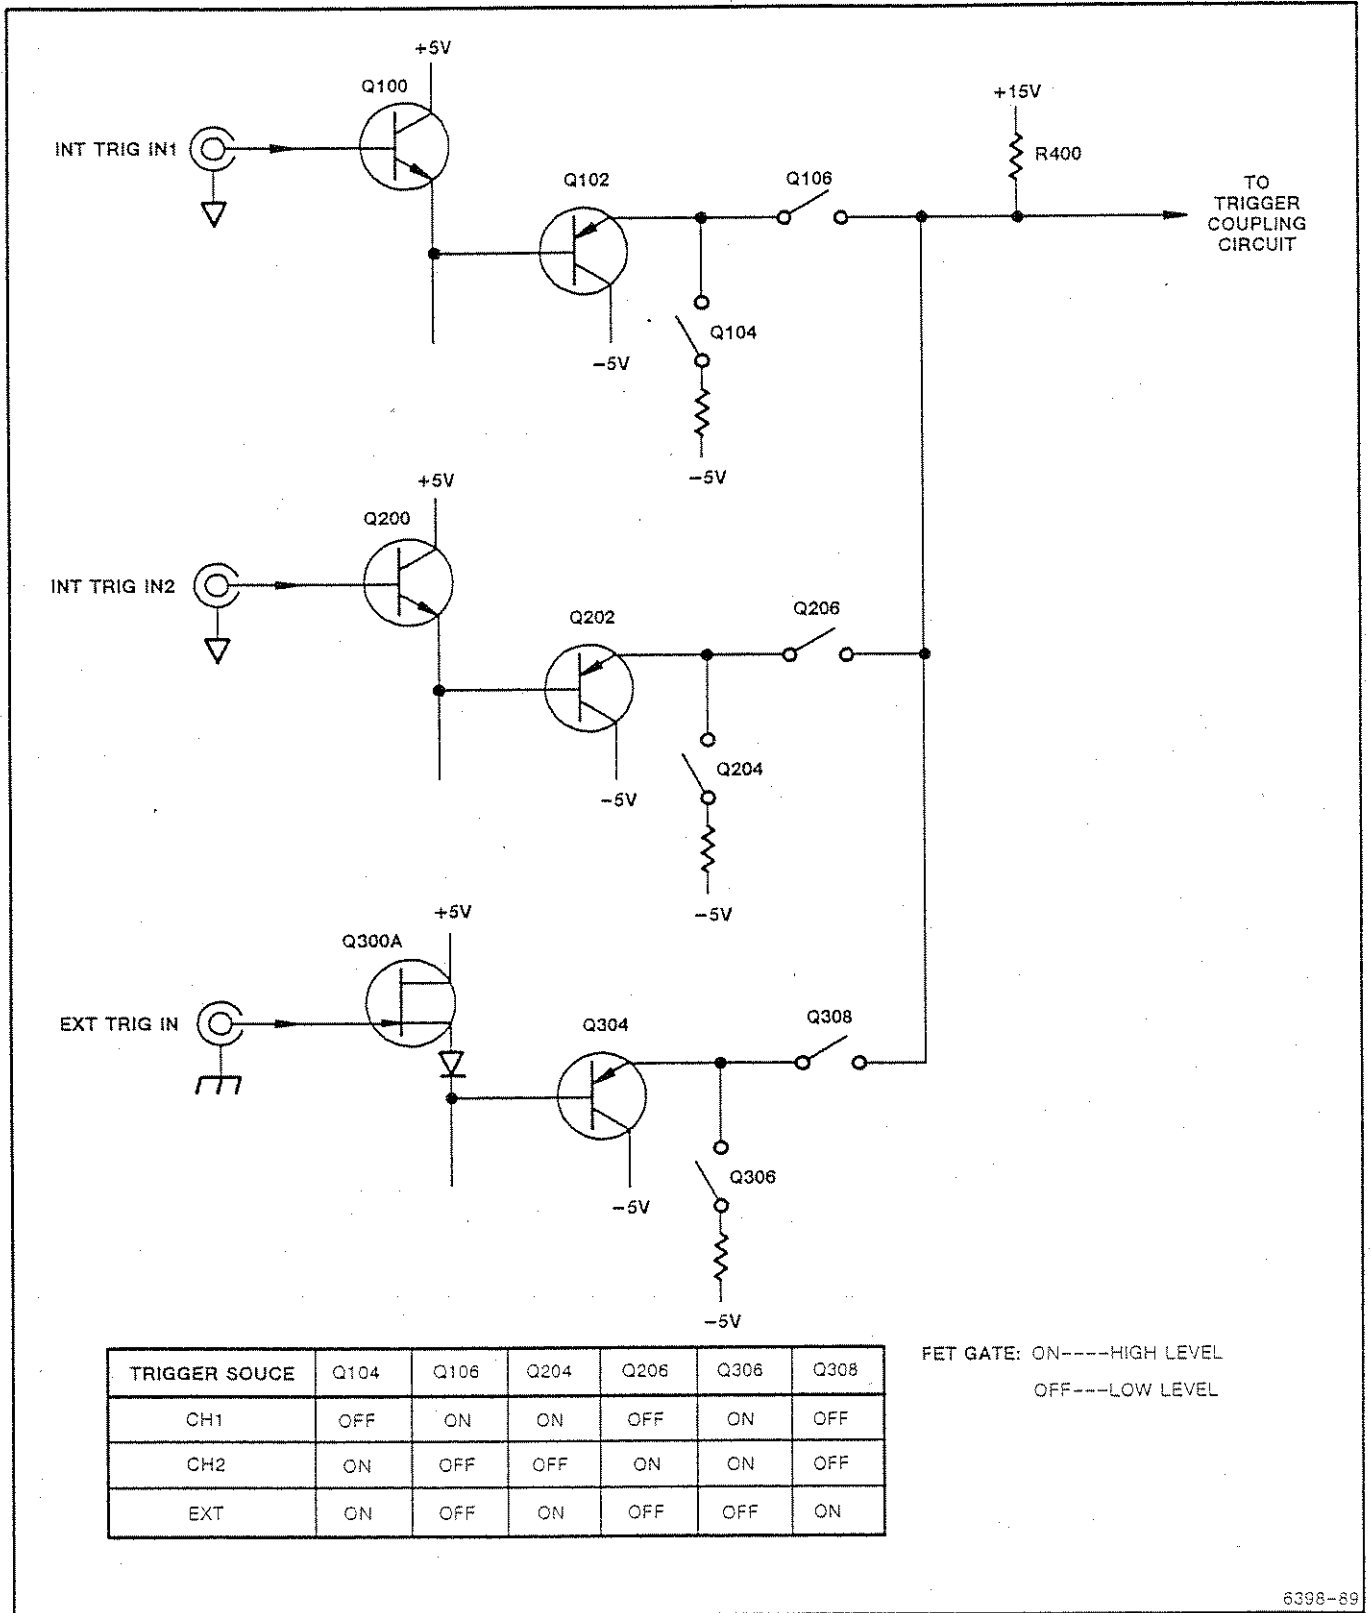 +5V
Q100
INT TRIG IN1
+15V
R400
Q102
Q106
TO
TRIGGER
COUPLING
CIRCUIT
Q104
-5V
-5V
+5V
Q200
INT TRIG IN2
Q202
Q206
Q204
-5V
-5V
+5V
Q300A
EXT TRIG IN
Q304
Q308
Q306
-5V
-5V
TRIGGER SOUCE Q104 Q106 Q204 Q206 Q306 Q308
CH1 OFF ON ON OFF ON OFF
CH2 ON OFF OFF ON ON OFF
EXT ON OFF ON OFF OFF ON
FET GATE: ON----HIGH LEVEL
OFF---LOW LEVEL
6398-89